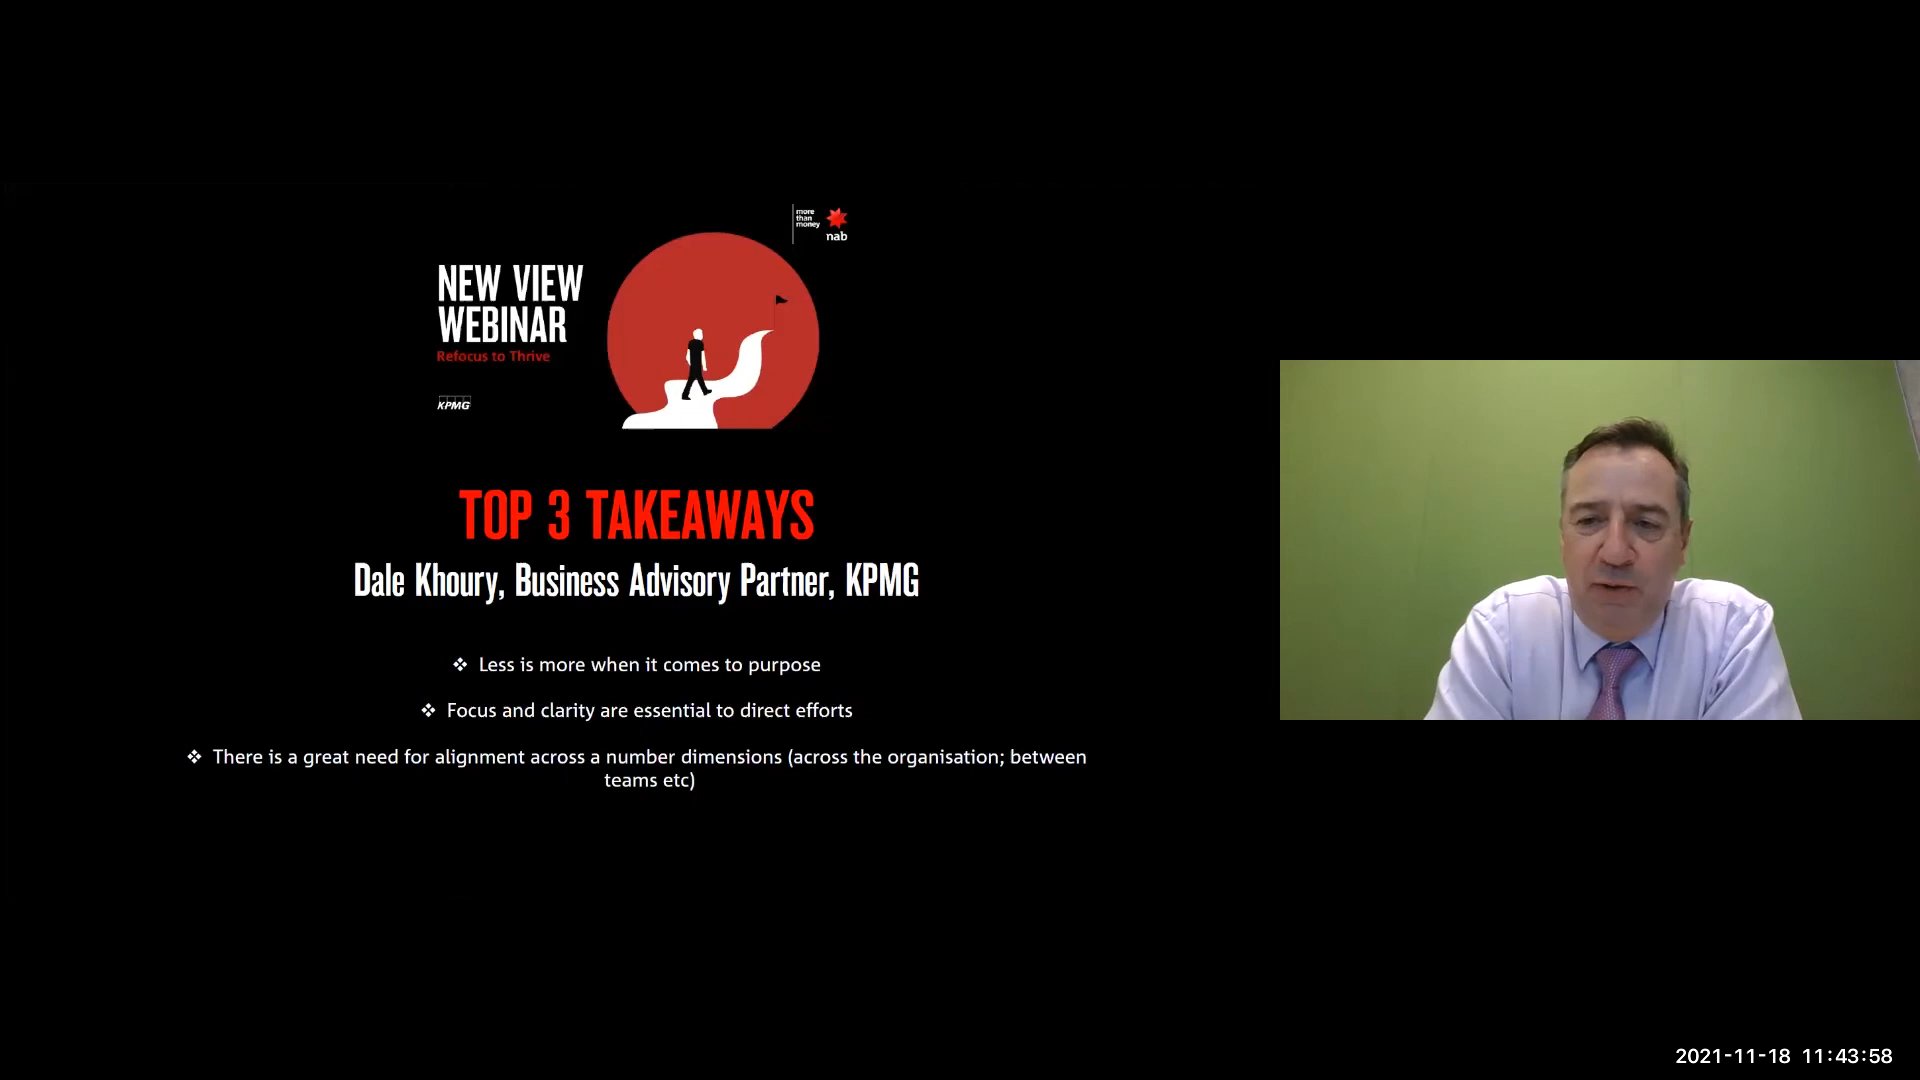 more
than
money
nab
NEW VIEW
WEBINAR
Refocus to Thrive
KPMG
TOP 3 TAKEAWAYS
Dale Khoury, Business Advisory Partner, KPMG
❖ Less is more when it comes to purpose
❖ Focus and clarity are essential to direct efforts
❖ There is a great need for alignment across a number dimensions (across the organisation; between
teams etc)
2021-11-18 11:43:58